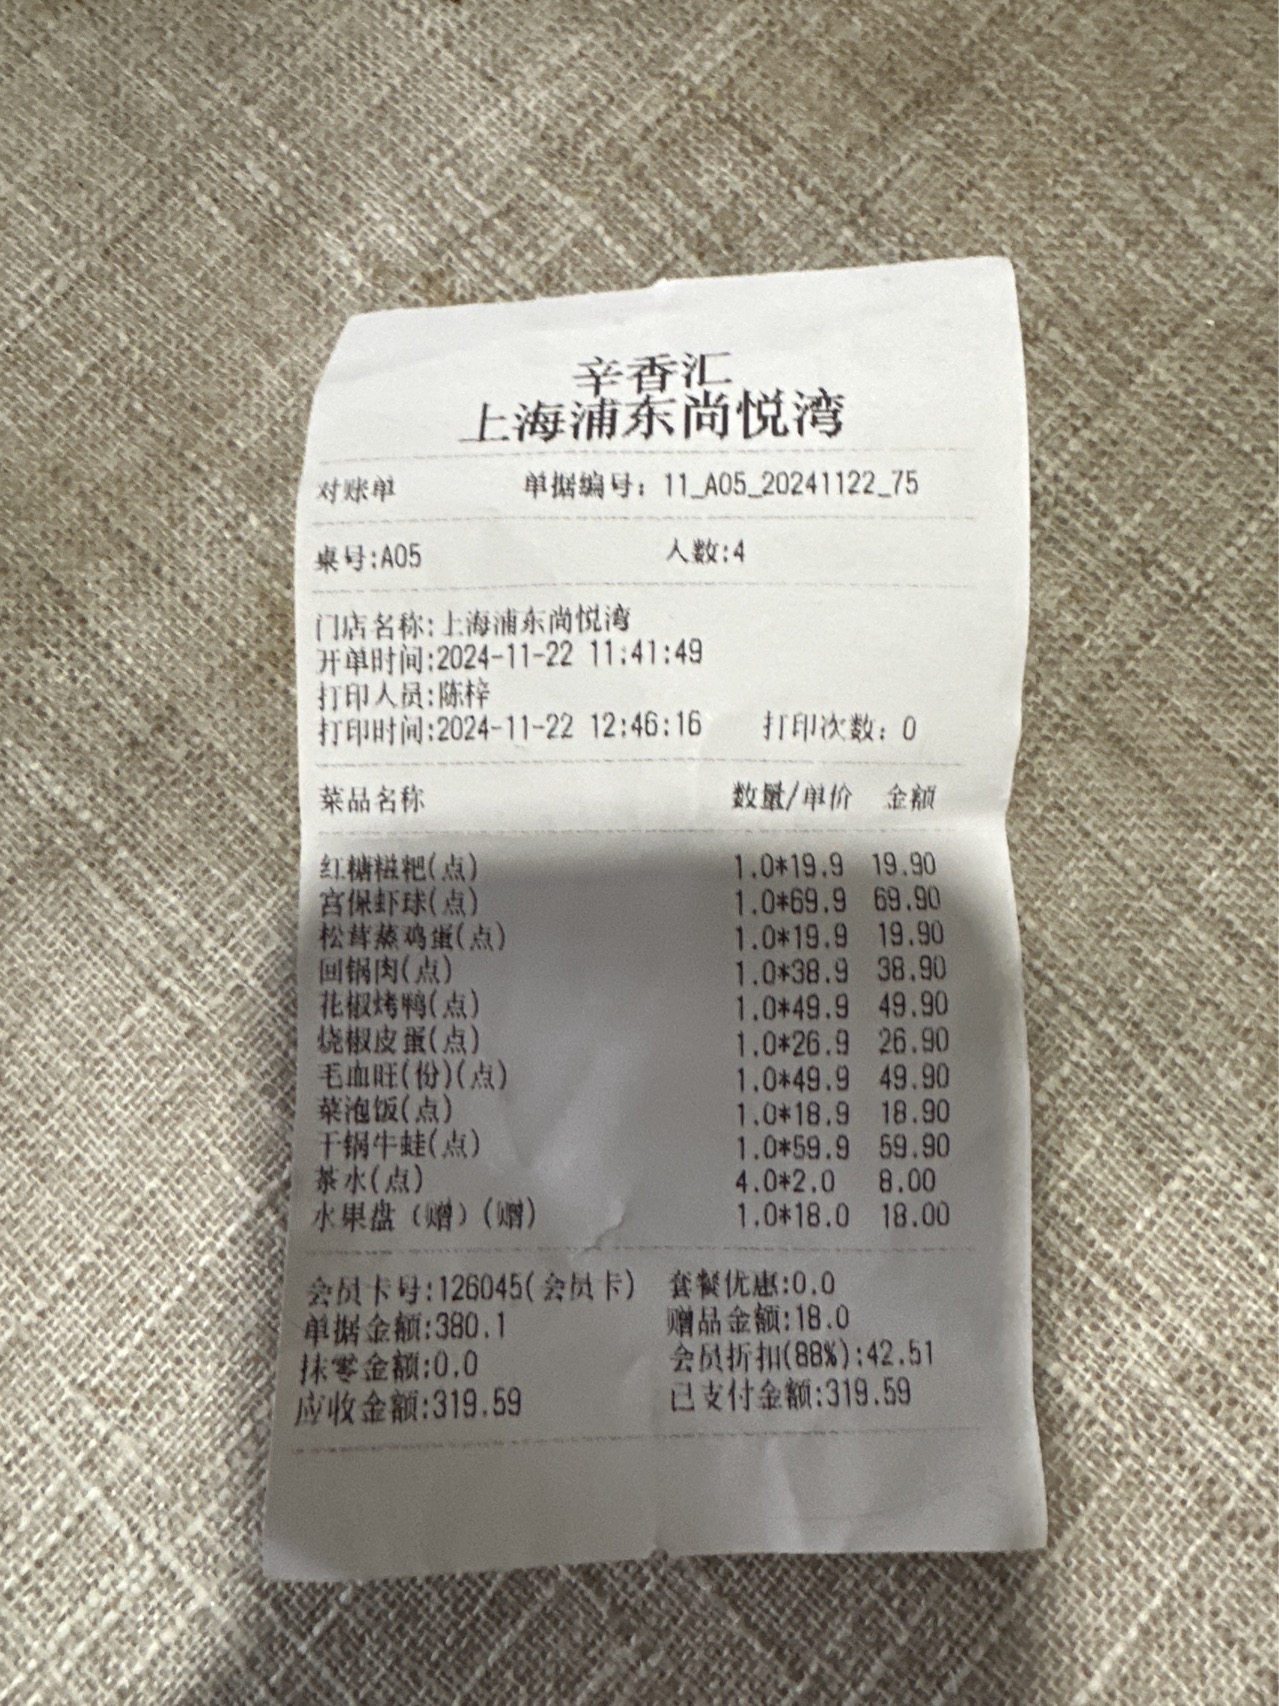 辛香汇
上海浦东尚悦湾
对账单 单据编号：11_A05_20241122_75
桌号:A05 人数:4
门店名称:上海浦东尚悦湾
开单时间:2024-11-22 11:41:49
打印人员:陈梓
打印时间:2024-11-22 12:46:16 打印次数：0
菜品名称 数量/单价 金额
红糖糍粑(点) 1.0*19.9 19.90
宫保虾球(点) 1.0*69.9 69.90
松茸蒸鸡蛋(点) 1.0*19.9 19.90
回锅肉(点) 1.0*38.9 38.90
花椒烤鸭(点) 1.0*49.9 49.90
烧椒皮蛋(点) 1.0*26.9 26.90
毛血旺(份)(点) 1.0*49.9 49.90
菜泡饭(点) 1.0*18.9 18.90
干锅牛蛙(点) 1.0*59.9 59.90
茶水(点) 4.0*2.0 8.00
水果盘（赠）(赠) 1.0*18.0 18.00
会员卡号:126045(会员卡) 套餐优惠:0.0
单据金额:380.1 赠品金额:18.0
抹零金额:0.0 会员折扣(88%):42.51
应收金额:319.59 已支付金额:319.59